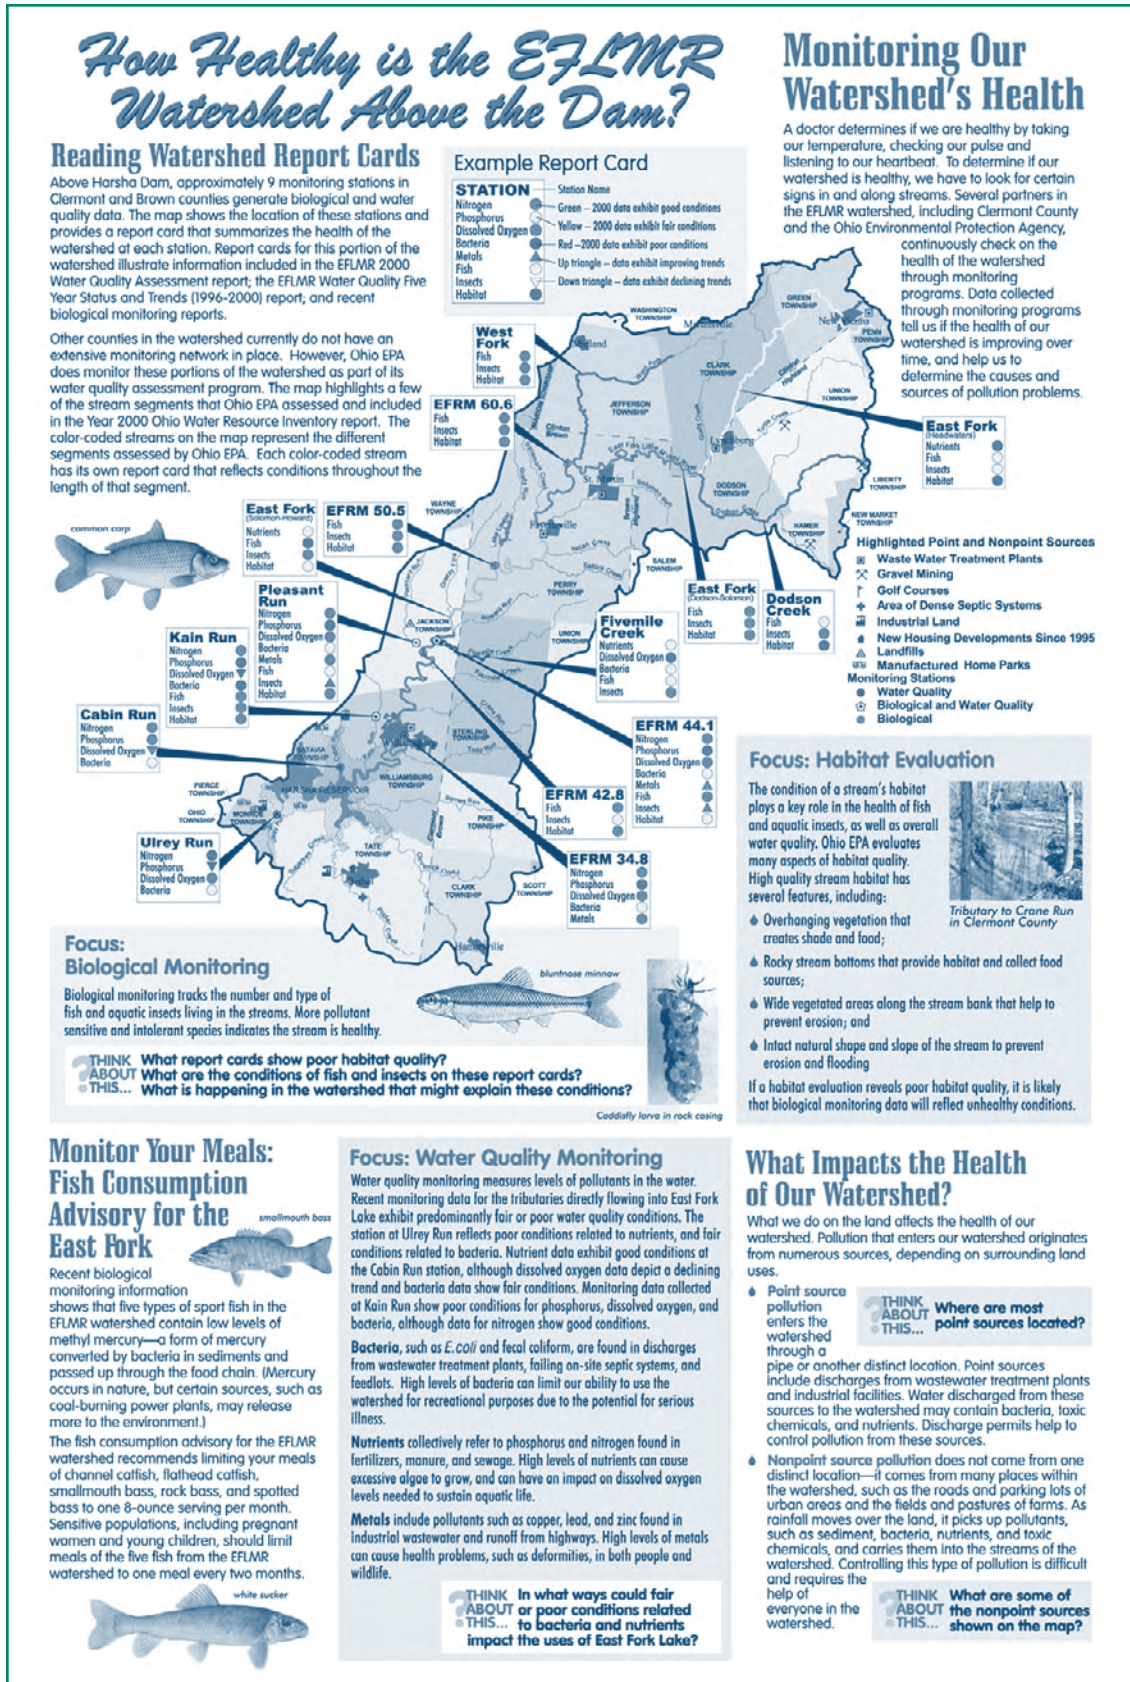 How Healthy is the EFLMR
Watershed Above the Dam?
Reading Watershed Report Cards
Above Harsha Dam, approximately 9 monitoring stations in
Clermont and Brown counties generate biological and water
quality data. The map shows the location of these stations and
provides a report card that summarizes the health of the
watershed at each station. Report cards for this portion of the
watershed illustrate information included in the EFLMR 2000
Water Quality Assessment report; the EFLMR Water Quality Five
Year Status and Trends (1996-2000) report; and recent
biological monitoring reports.
Other counties in the watershed currently do not have an
extensive monitoring network in place. However, Ohio EPA
does monitor these portions of the watershed as part of its
water quality assessment program. The map highlights a few
of the stream segments that Ohio EPA assessed and included
in the Year 2000 Ohio Water Resource Inventory report. The
color-coded streams on the map represent the different
segments assessed by Ohio EPA. Each color-coded stream
has its own report card that reflects conditions throughout the
length of that segment.
Example Report Card
STATION
Nitrogen
Phosphorus
Dissolved Oxygen
Bacteria
Metals
Fish
Insects
Habitat
Station Name
Green – 2000 data exhibit good conditions
Yellow – 2000 data exhibit fair conditions
Red –2000 data exhibit poor conditions
Up triangle – data exhibit improving trends
Down triangle – data exhibit declining trends
Monitoring Our
Watershed's Health
A doctor determines if we are healthy by taking
our temperature, checking our pulse and
listening to our heartbeat. To determine if our
watershed is healthy, we have to look for certain
signs in and along streams. Several partners in
the EFLMR watershed, including Clermont County
and the Ohio Environmental Protection Agency,
continuously check on the
health of the watershed
through monitoring
programs. Data collected
through monitoring programs
tell us if the health of our
watershed is improving over
time, and help us to
determine the causes and
sources of pollution problems.
West
Fork
Fish
Insects
Habitat
EFRM 60.6
Fish
Insects
Habitat
East Fork
(Headwaters)
Nutrients
Fish
Insects
Habitat
East Fork
(Solomon-Howard)
Nutrients
Fish
Insects
Habitat
EFRM 50.5
Fish
Insects
Habitat
Pleasant
Run
Nitrogen
Phosphorus
Dissolved Oxygen
Bacteria
Metals
Fish
Insects
Habitat
Kain Run
Nitrogen
Phosphorus
Dissolved Oxygen
Bacteria
Fish
Insects
Habitat
Cabin Run
Nitrogen
Phosphorus
Dissolved Oxygen
Bacteria
Ulrey Run
Nitrogen
Phosphorus
Dissolved Oxygen
Bacteria
Fivemile
Creek
Nutrients
Dissolved Oxygen
Bacteria
Fish
Insects
East Fork
(Dodson-Solomon)
Fish
Insects
Habitat
Dodson
Creek
Fish
Insects
Habitat
EFRM 44.1
Nitrogen
Phosphorus
Dissolved Oxygen
Bacteria
Metals
Fish
Insects
Habitat
EFRM 42.8
Fish
Insects
Habitat
EFRM 34.8
Nitrogen
Phosphorus
Dissolved Oxygen
Bacteria
Metals
WASHINGTON
TOWNSHIP
GREEN
TOWNSHIP
PENN
TOWNSHIP
CLARK
TOWNSHIP
UNION
TOWNSHIP
JEFFERSON
TOWNSHIP
Lynchburg
St. Martin
Fayetteville
DODSON
TOWNSHIP
LIBERTY
TOWNSHIP
NEW MARKET
TOWNSHIP
HAMER
TOWNSHIP
SALEM
TOWNSHIP
WAYNE
TOWNSHIP
PERRY
TOWNSHIP
JACKSON
TOWNSHIP
UNION
TOWNSHIP
STERLING
TOWNSHIP
WILLIAMSBURG
TOWNSHIP
BATAVIA
TOWNSHIP
HARSHA RESERVOIR
PIERCE
TOWNSHIP
OHIO
TOWNSHIP
MONROE
TOWNSHIP
TATE
TOWNSHIP
PIKE
TOWNSHIP
CLARK
TOWNSHIP
SCOTT
TOWNSHIP
common carp
Highlighted Point and Nonpoint Sources
Waste Water Treatment Plants
Gravel Mining
Golf Courses
Area of Dense Septic Systems
Industrial Land
New Housing Developments Since 1995
Landfills
Manufactured Home Parks
Monitoring Stations
Water Quality
Biological and Water Quality
Biological
Focus:
Biological Monitoring
Biological monitoring tracks the number and type of
fish and aquatic insects living in the streams. More pollutant
sensitive and intolerant species indicates the stream is healthy.
bluntnose minnow
Caddisfly larva in rock casing
? THINK ABOUT THIS...
What report cards show poor habitat quality?
What are the conditions of fish and insects on these report cards?
What is happening in the watershed that might explain these conditions?
Focus: Habitat Evaluation
The condition of a stream's habitat
plays a key role in the health of fish
and aquatic insects, as well as overall
water quality. Ohio EPA evaluates
many aspects of habitat quality.
High quality stream habitat has
several features, including:
Overhanging vegetation that
creates shade and food;
Rocky stream bottoms that provide habitat and collect food
sources;
Wide vegetated areas along the stream bank that help to
prevent erosion; and
Intact natural shape and slope of the stream to prevent
erosion and flooding
If a habitat evaluation reveals poor habitat quality, it is likely
that biological monitoring data will reflect unhealthy conditions.
Tributary to Crane Run
in Clermont County
Monitor Your Meals:
Fish Consumption
Advisory for the
East Fork
smallmouth bass
Recent biological
monitoring information
shows that five types of sport fish in the
EFLMR watershed contain low levels of
methyl mercury—a form of mercury
converted by bacteria in sediments and
passed up through the food chain. (Mercury
occurs in nature, but certain sources, such as
coal-burning power plants, may release
more to the environment.)
The fish consumption advisory for the EFLMR
watershed recommends limiting your meals
of channel catfish, flathead catfish,
smallmouth bass, rock bass, and spotted
bass to one 8-ounce serving per month.
Sensitive populations, including pregnant
women and young children, should limit
meals of the five fish from the EFLMR
watershed to one meal every two months.
white sucker
Focus: Water Quality Monitoring
Water quality monitoring measures levels of pollutants in the water.
Recent monitoring data for the tributaries directly flowing into East Fork
Lake exhibit predominantly fair or poor water quality conditions. The
station at Ulrey Run reflects poor conditions related to nutrients, and fair
conditions related to bacteria. Nutrient data exhibit good conditions at
the Cabin Run station, although dissolved oxygen data depict a declining
trend and bacteria data show fair conditions. Monitoring data collected
at Kain Run show poor conditions for phosphorus, dissolved oxygen, and
bacteria, although data for nitrogen show good conditions.
Bacteria, such as E.coli and fecal coliform, are found in discharges
from wastewater treatment plants, failing on-site septic systems, and
feedlots. High levels of bacteria can limit our ability to use the
watershed for recreational purposes due to the potential for serious
illness.
Nutrients collectively refer to phosphorus and nitrogen found in
fertilizers, manure, and sewage. High levels of nutrients can cause
excessive algae to grow, and can have an impact on dissolved oxygen
levels needed to sustain aquatic life.
Metals include pollutants such as copper, lead, and zinc found in
industrial wastewater and runoff from highways. High levels of metals
can cause health problems, such as deformities, in both people and
wildlife.
? THINK ABOUT THIS...
In what ways could fair
or poor conditions related
to bacteria and nutrients
impact the uses of East Fork Lake?
What Impacts the Health
of Our Watershed?
What we do on the land affects the health of our
watershed. Pollution that enters our watershed originates
from numerous sources, depending on surrounding land
uses.
Point source
pollution
enters the
watershed
through a
pipe or another distinct location. Point sources
include discharges from wastewater treatment plants
and industrial facilities. Water discharged from these
sources to the watershed may contain bacteria, toxic
chemicals, and nutrients. Discharge permits help to
control pollution from these sources.
? THINK ABOUT THIS...
Where are most
point sources located?
Nonpoint source pollution does not come from one
distinct location—it comes from many places within
the watershed, such as the roads and parking lots of
urban areas and the fields and pastures of farms. As
rainfall moves over the land, it picks up pollutants,
such as sediment, bacteria, nutrients, and toxic
chemicals, and carries them into the streams of the
watershed. Controlling this type of pollution is difficult
and requires the
help of
everyone in the
watershed.
? THINK ABOUT THIS...
What are some of
the nonpoint sources
shown on the map?